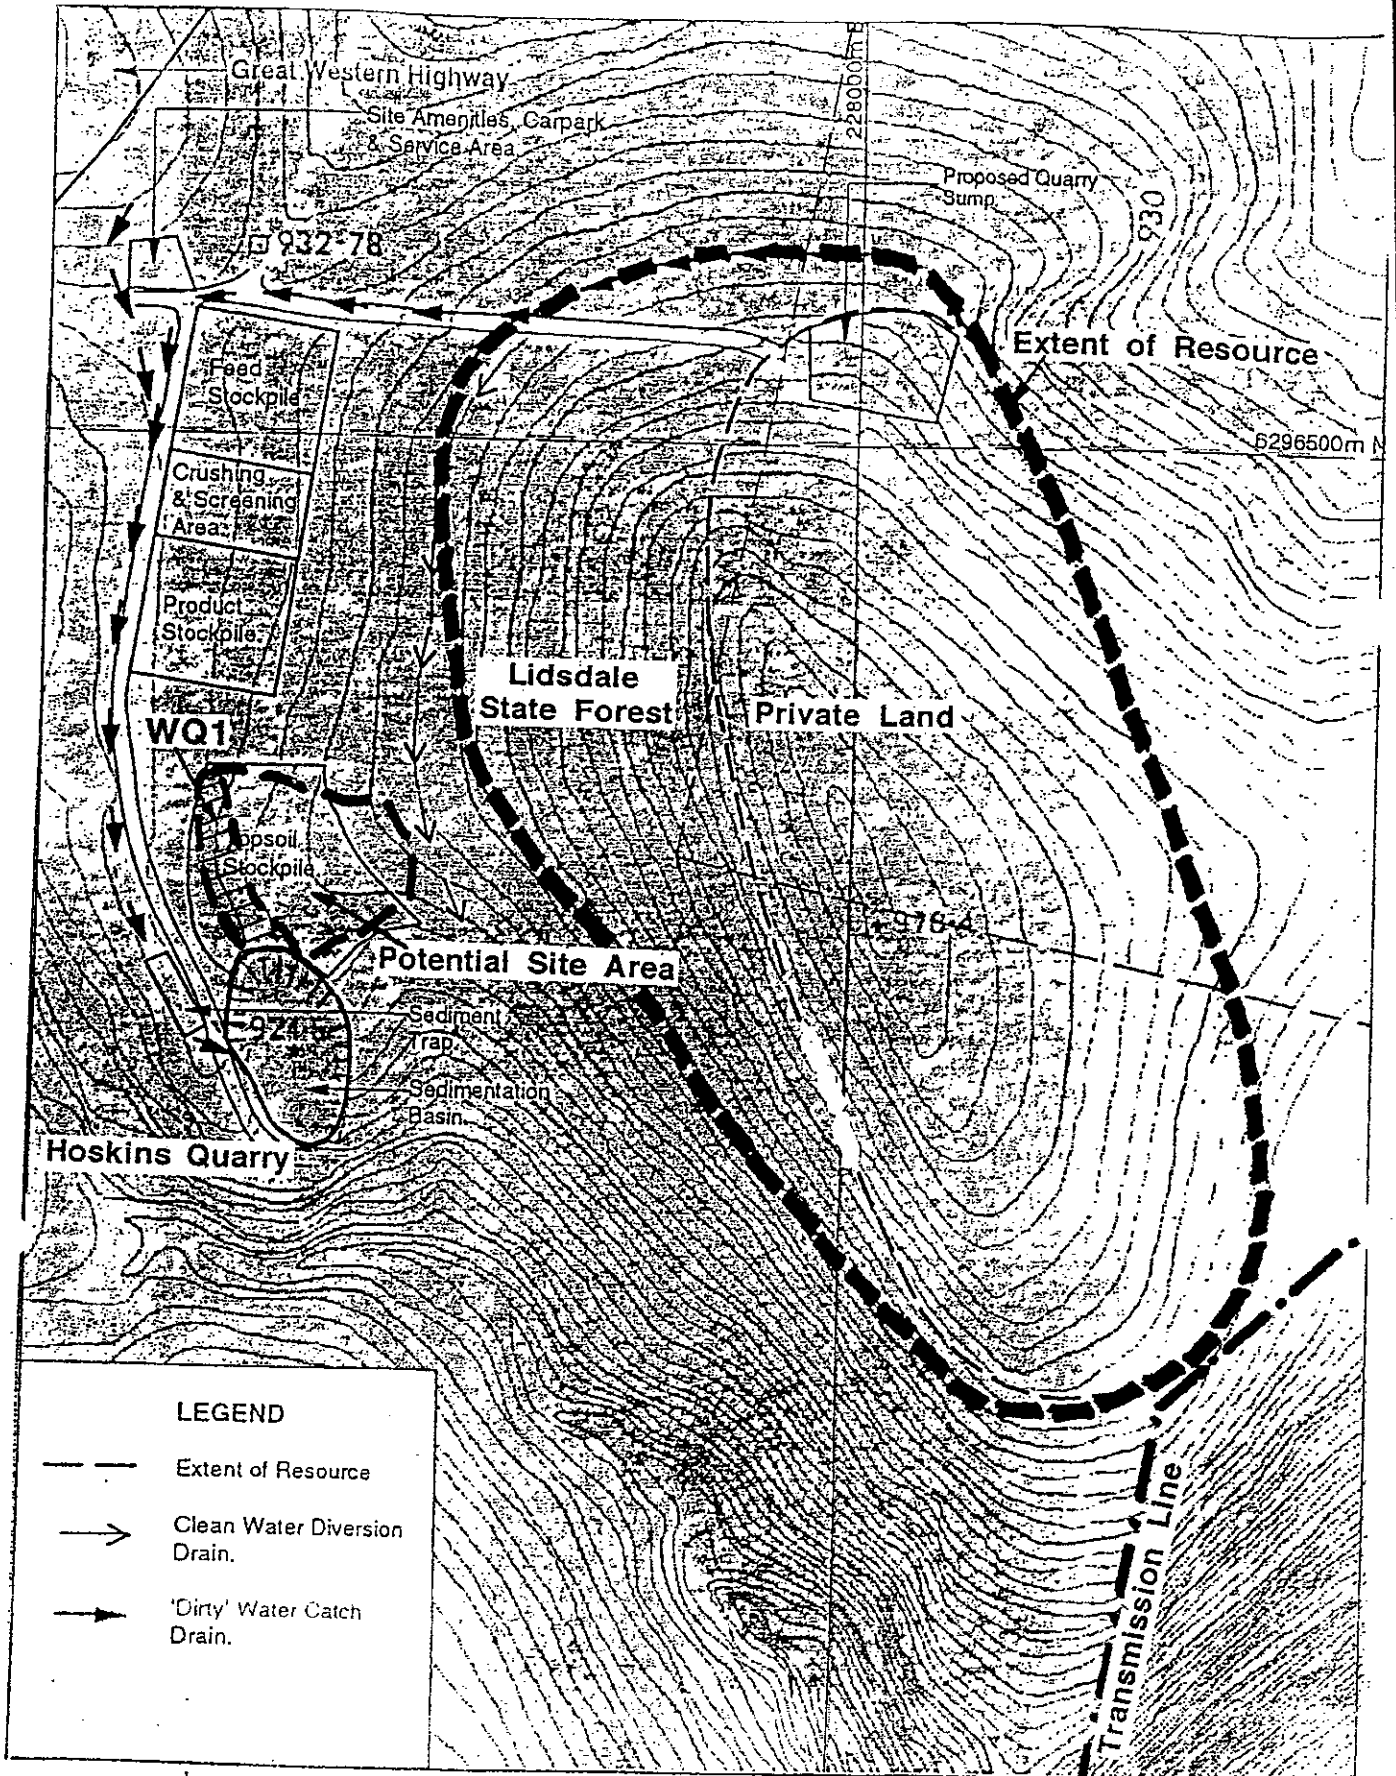 Great Western Highway
Site Amenities, Carpark
& Service Area
228000m E
Proposed Quarry
Sump
930
932·78
Extent of Resource
6296500m N
Feed
Stockpile
Crushing
& Screening
Area
Product
Stockpile
WQ1
Lidsdale
State Forest
Private Land
Topsoil
Stockpile
Potential Site Area
Sediment
Trap
Sedimentation
Basin
Hoskins Quarry
Transmission Line
LEGEND
Extent of Resource
Clean Water Diversion
Drain.
'Dirty' Water Catch
Drain.